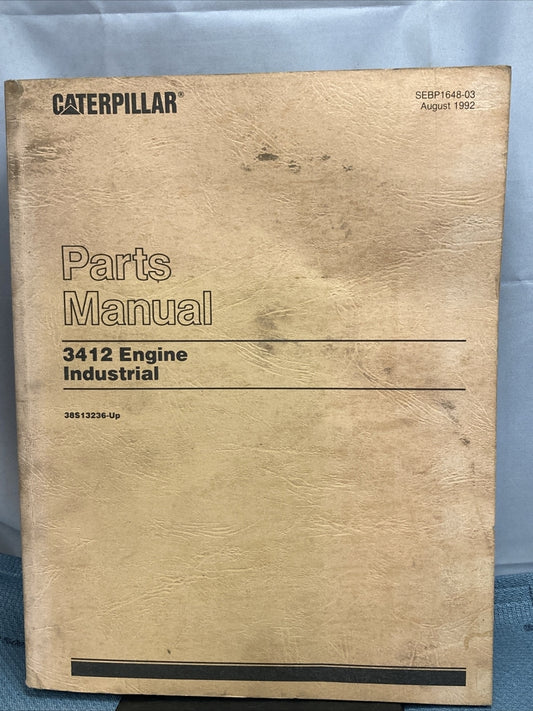 CATERPILLAR®
SEBP1648-03
August 1992
Parts
Manual
3412 Engine
Industrial
38S13236-Up